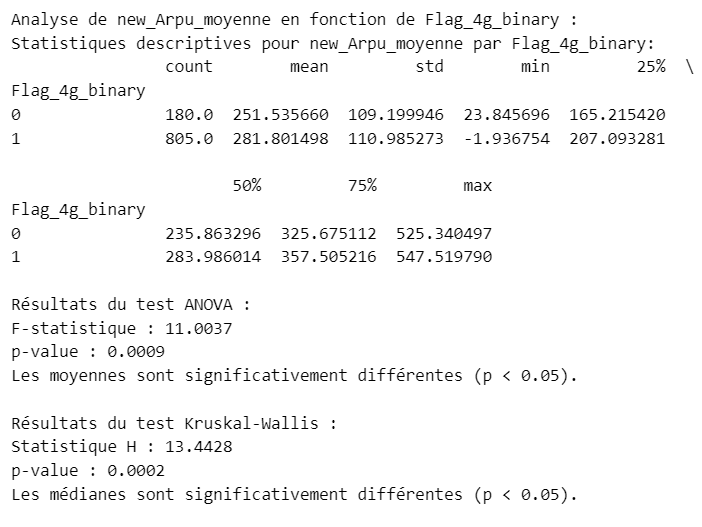 Analyse de new_Arpu_moyenne en fonction de Flag_4g_binary :
Statistiques descriptives pour new_Arpu_moyenne par Flag_4g_binary:
count mean std min 25% \
Flag_4g_binary
0 180.0 251.535660 109.199946 23.845696 165.215420
1 805.0 281.801498 110.985273 -1.936754 207.093281
50% 75% max
Flag_4g_binary
0 235.863296 325.675112 525.340497
1 283.986014 357.505216 547.519790
Résultats du test ANOVA :
F-statistique : 11.0037
p-value : 0.0009
Les moyennes sont significativement différentes (p < 0.05).
Résultats du test Kruskal-Wallis :
Statistique H : 13.4428
p-value : 0.0002
Les médianes sont significativement différentes (p < 0.05).